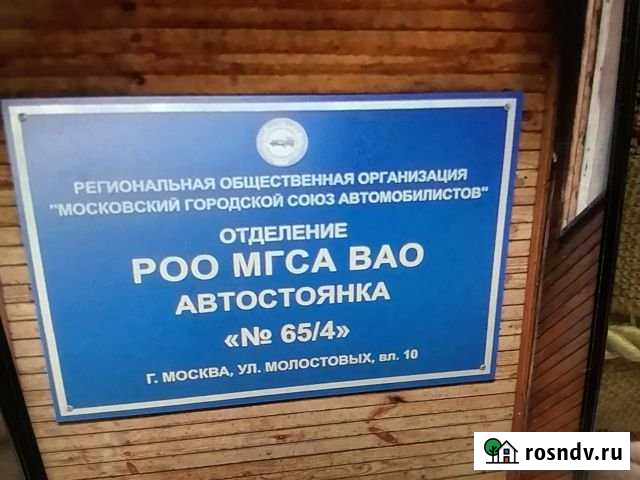 РЕГИОНАЛЬНАЯ ОБЩЕСТВЕННАЯ ОРГАНИЗАЦИЯ
"МОСКОВСКИЙ ГОРОДСКОЙ СОЮЗ АВТОМОБИЛИСТОВ"
ОТДЕЛЕНИЕ
РОО МГСА ВАО
АВТОСТОЯНКА
«№ 65/4»
Г. МОСКВА, УЛ. МОЛОСТОВЫХ, вл. 10
rosndv.ru